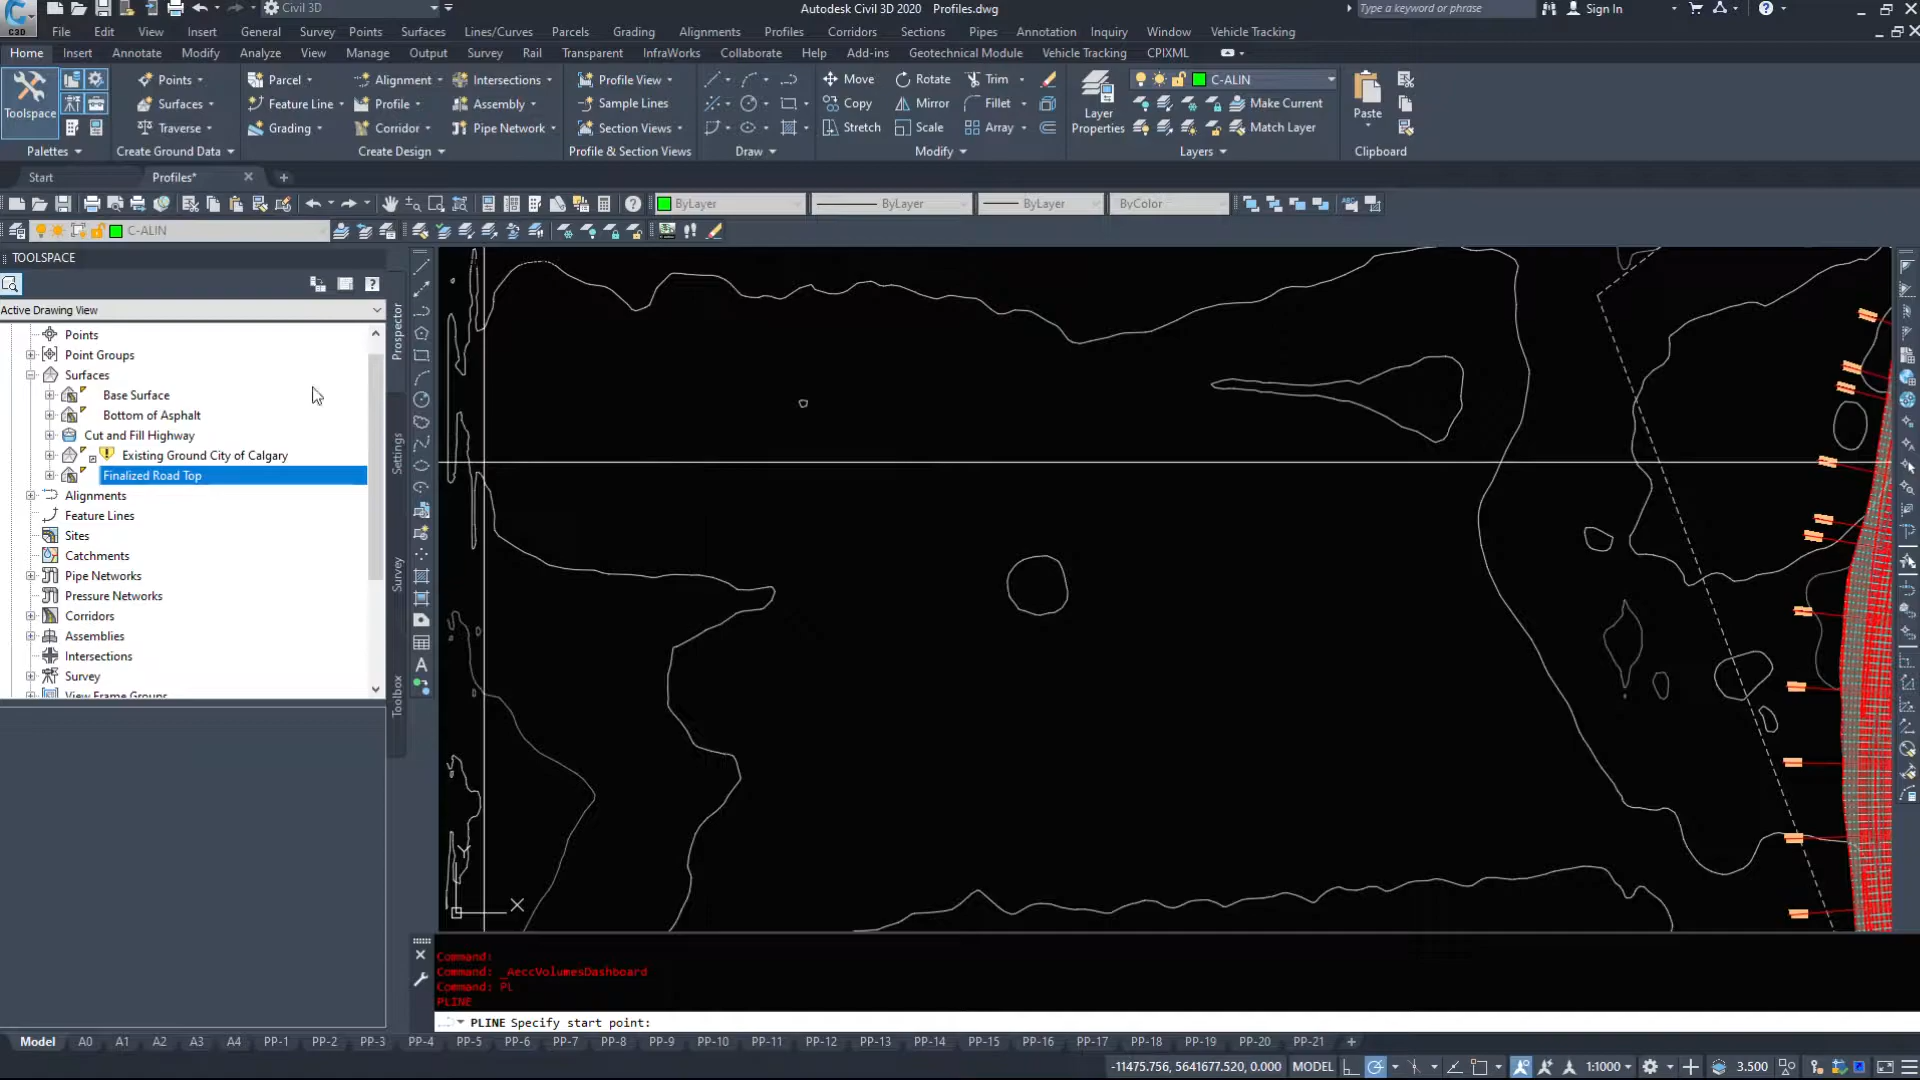 Civil 3D
Autodesk Civil 3D 2020 Profiles.dwg
Type a keyword or phrase
Sign In
C3D
File Edit View Insert General Survey Points Surfaces Lines/Curves Parcels Grading Alignments Profiles Corridors Sections Pipes Annotation Inquiry Window Vehicle Tracking
Home Insert Annotate Modify Analyze View Manage Output Survey Rail Transparent InfraWorks Collaborate Help Add-ins Geotechnical Module Vehicle Tracking CPIXML
Points Parcel Alignment Intersections Profile View Move Rotate Trim C-ALIN
Toolspace Surfaces Feature Line Profile Assembly Sample Lines Copy Mirror Fillet Layer Properties Make Current Paste
Traverse Grading Corridor Pipe Network Section Views Stretch Scale Array Match Layer
Palettes Create Ground Data Create Design Profile & Section Views Draw Modify Layers Clipboard
Start Profiles*
ByLayer ByLayer ByLayer ByColor
C-ALIN
TOOLSPACE
Active Drawing View
Points
Point Groups
Surfaces
Base Surface
Bottom of Asphalt
Cut and Fill Highway
Existing Ground City of Calgary
Finalized Road Top
Alignments
Feature Lines
Sites
Catchments
Pipe Networks
Pressure Networks
Corridors
Assemblies
Intersections
Survey
View Frame Groups
Prospector
Settings
Survey
Toolbox
Y
X
Command:
Command: _AeccVolumesDashboard
Command: PL
PLINE
PLINE Specify start point:
Model A0 A1 A2 A3 A4 PP-1 PP-2 PP-3 PP-4 PP-5 PP-6 PP-7 PP-8 PP-9 PP-10 PP-11 PP-12 PP-13 PP-14 PP-15 PP-16 PP-17 PP-18 PP-19 PP-20 PP-21
-11475.756, 5641677.520, 0.000 MODEL 1:1000 3.500